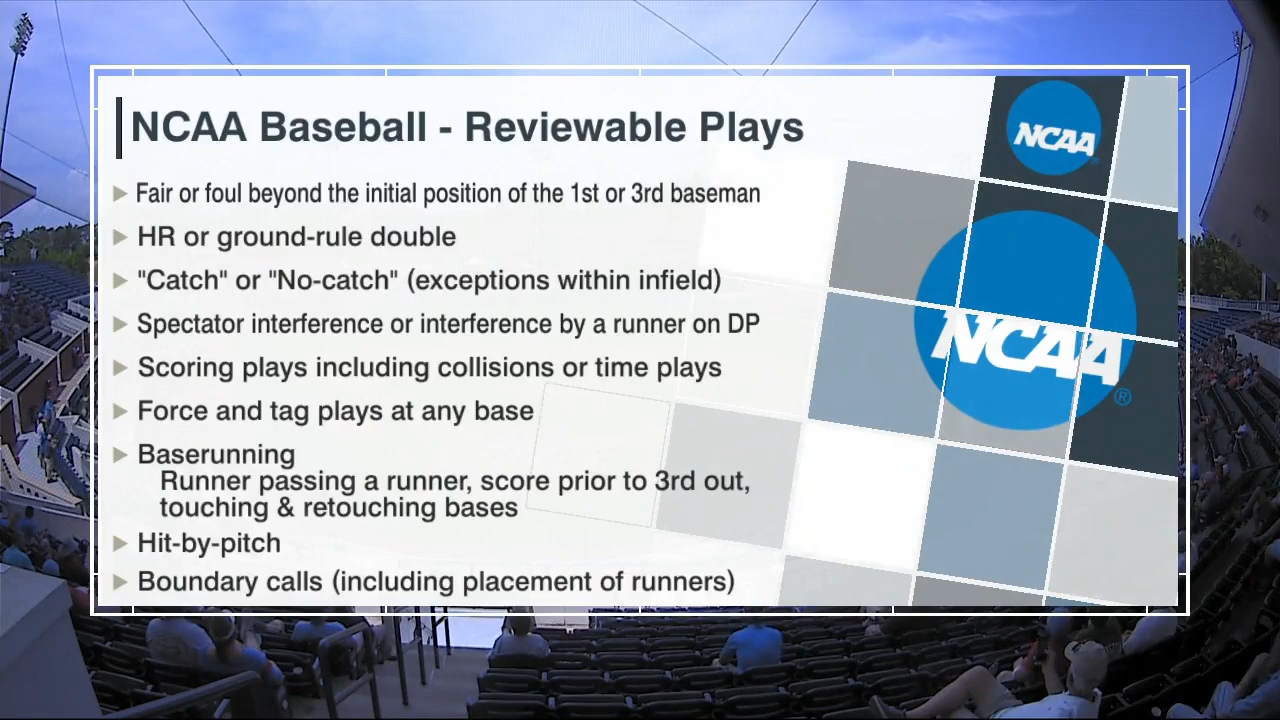 NCAA Baseball - Reviewable Plays
NCAA
Fair or foul beyond the initial position of the 1st or 3rd baseman
HR or ground-rule double
"Catch" or "No-catch" (exceptions within infield)
Spectator interference or interference by a runner on DP
NCAA
®
Scoring plays including collisions or time plays
Force and tag plays at any base
Baserunning
Runner passing a runner, score prior to 3rd out,
touching & retouching bases
Hit-by-pitch
Boundary calls (including placement of runners)